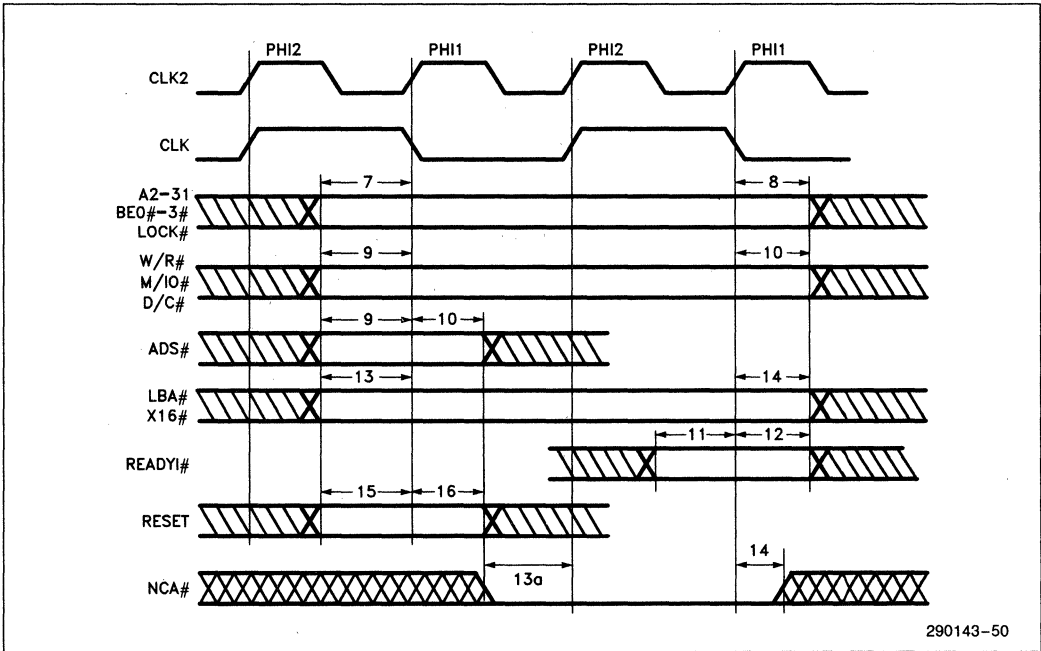 PHI2 PHI1 PHI2 PHI1
CLK2
CLK
7 8
A2-31
BE0#-3#
LOCK#
W/R#
9 10
M/IO#
D/C#
9 10
ADS#
13 14
LBA#
X16#
11 12
READYI#
15 16
RESET
14
13a
NCA#
290143-50